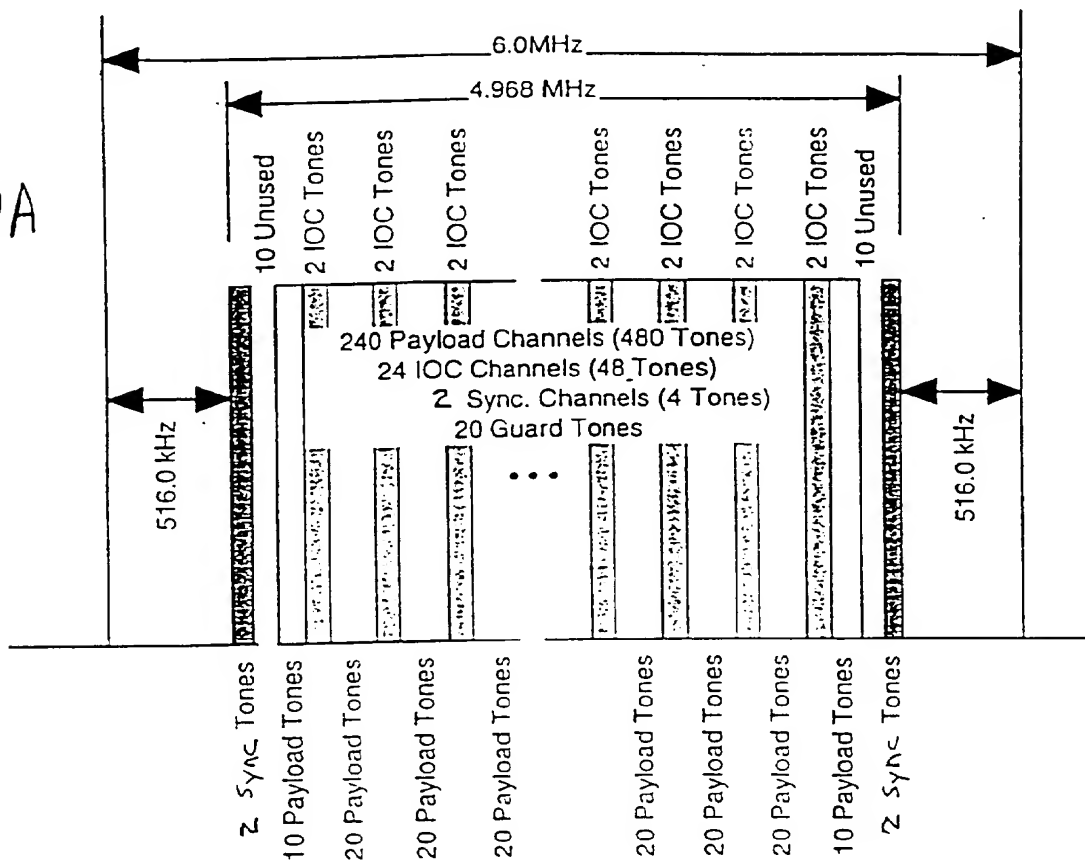 6.0MHz
4.968 MHz
A
10 Unused
2 IOC Tones
2 IOC Tones
2 IOC Tones
2 IOC Tones
2 IOC Tones
2 IOC Tones
2 IOC Tones
10 Unused
240 Payload Channels (480 Tones)
24 IOC Channels (48 Tones)
2 Sync. Channels (4 Tones)
20 Guard Tones
...
516.0 kHz
516.0 kHz
2 Sync Tones
10 Payload Tones
20 Payload Tones
20 Payload Tones
20 Payload Tones
20 Payload Tones
20 Payload Tones
20 Payload Tones
10 Payload Tones
2 Sync Tones